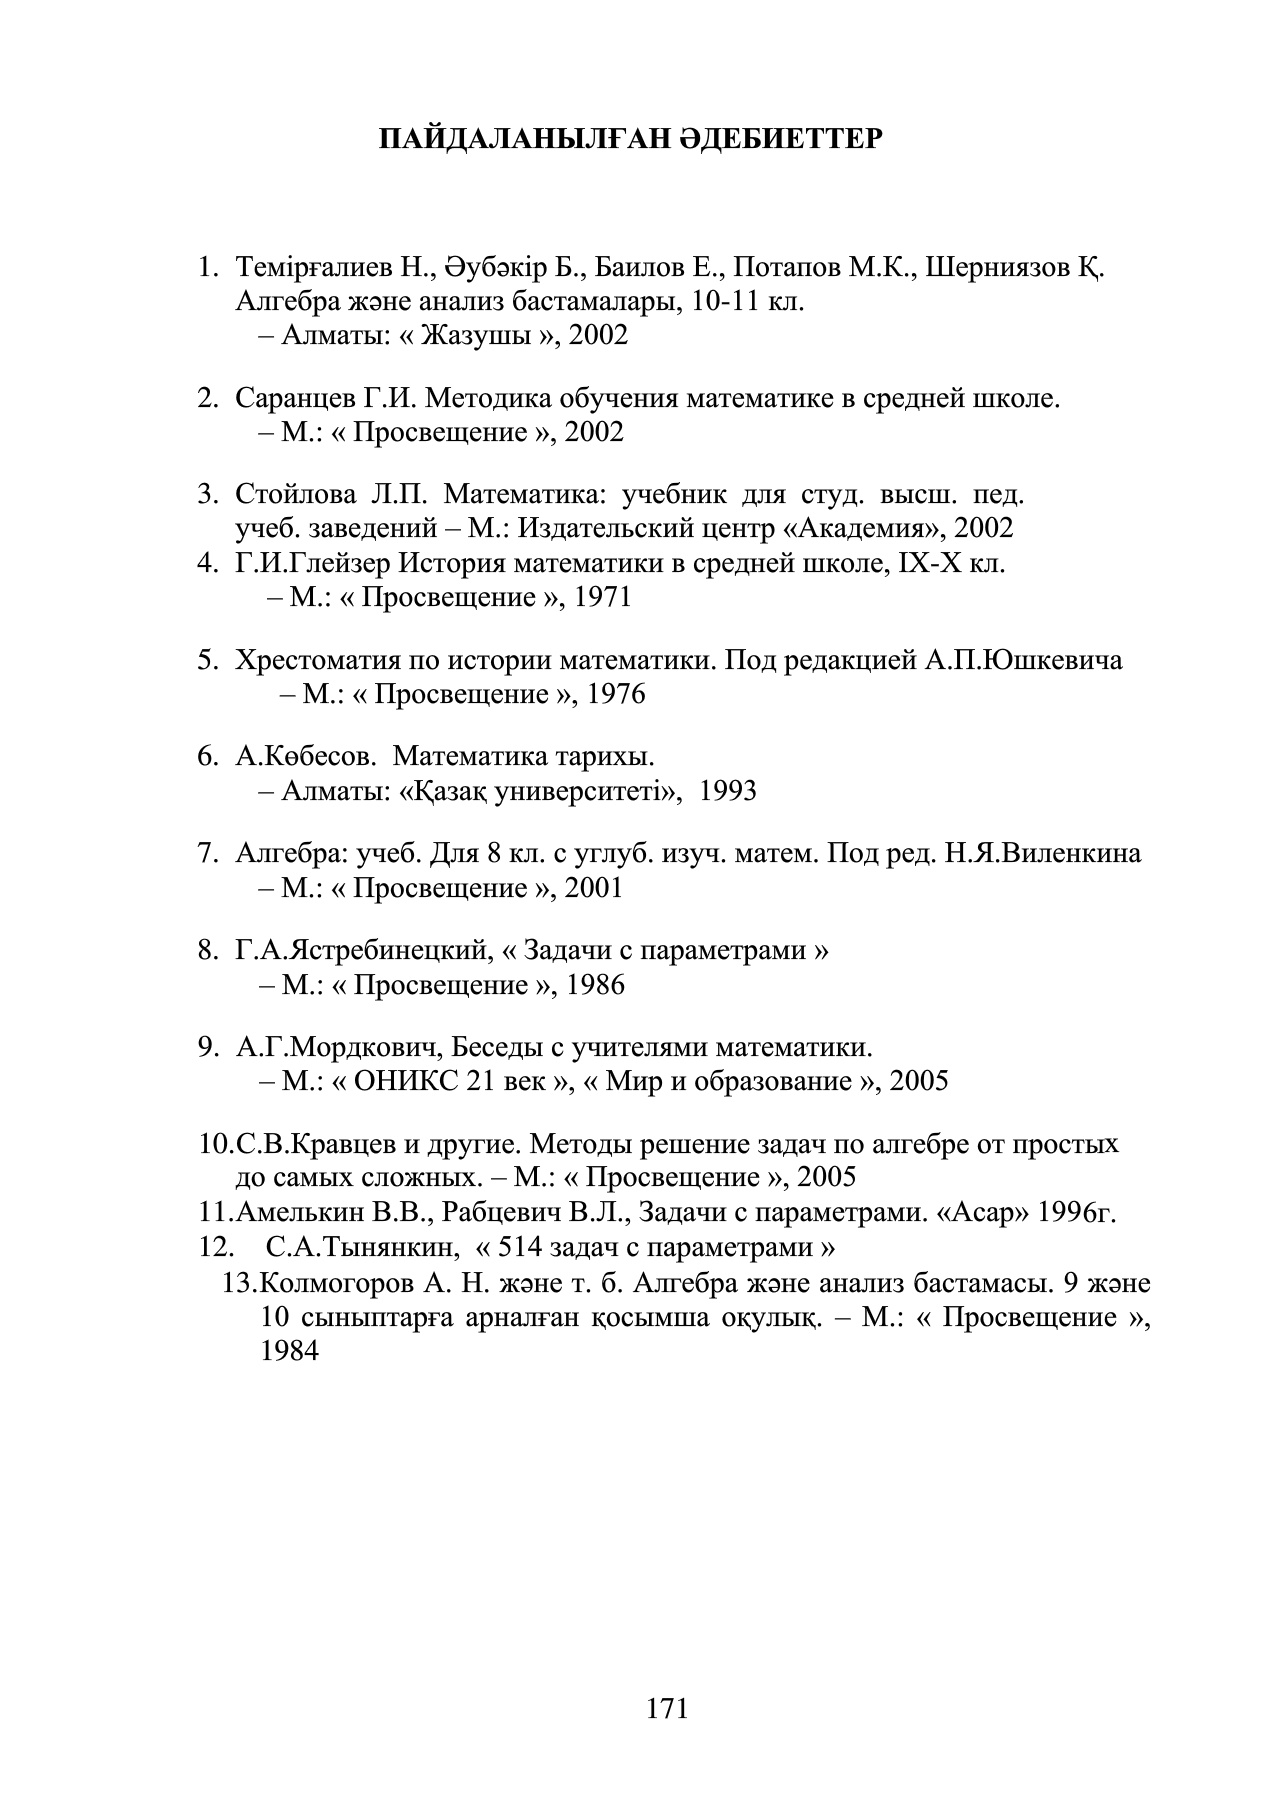 ПАЙДАЛАНЫЛҒАН ӘДЕБИЕТТЕР
1. Темірғалиев Н., Әубәкір Б., Баилов Е., Потапов М.К., Шерниязов Қ.
Алгебра және анализ бастамалары, 10-11 кл.
– Алматы: « Жазушы », 2002
2. Саранцев Г.И. Методика обучения математике в средней школе.
– М.: « Просвещение », 2002
3. Стойлова Л.П. Математика: учебник для студ. высш. пед.
учеб. заведений – М.: Издательский центр «Академия», 2002
4. Г.И.Глейзер История математики в средней школе, IX-X кл.
– М.: « Просвещение », 1971
5. Хрестоматия по истории математики. Под редакцией А.П.Юшкевича
– М.: « Просвещение », 1976
6. А.Көбесов. Математика тарихы.
– Алматы: «Қазақ университеті», 1993
7. Алгебра: учеб. Для 8 кл. с углуб. изуч. матем. Под ред. Н.Я.Виленкина
– М.: « Просвещение », 2001
8. Г.А.Ястребинецкий, « Задачи с параметрами »
– М.: « Просвещение », 1986
9. А.Г.Мордкович, Беседы с учителями математики.
– М.: « ОНИКС 21 век », « Мир и образование », 2005
10.С.В.Кравцев и другие. Методы решение задач по алгебре от простых
до самых сложных. – М.: « Просвещение », 2005
11.Амелькин В.В., Рабцевич В.Л., Задачи с параметрами. «Асар» 1996г.
12. С.А.Тынянкин, « 514 задач с параметрами »
13.Колмогоров А. Н. және т. б. Алгебра және анализ бастамасы. 9 және
10 сыныптарға арналған қосымша оқулық. – М.: « Просвещение »,
1984
171